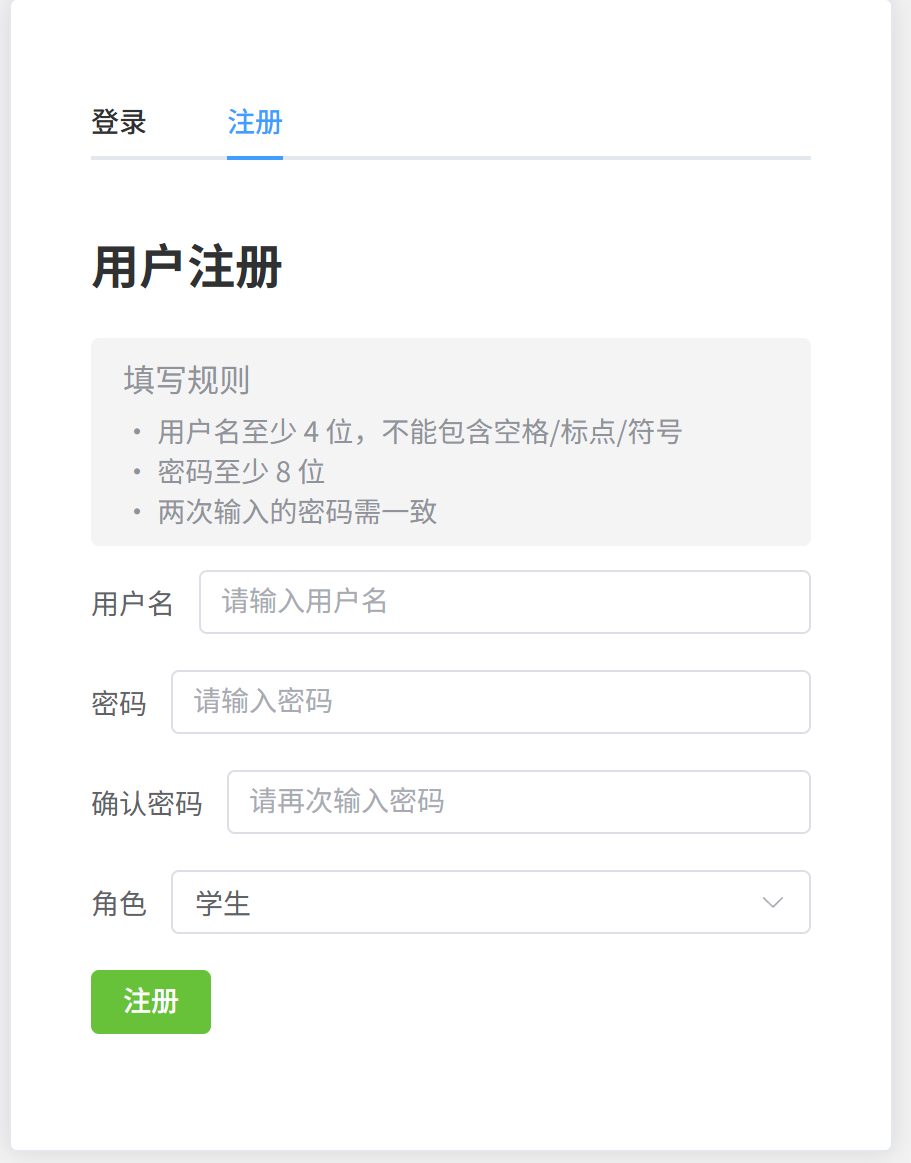 登录 注册
用户注册
填写规则
• 用户名至少 4 位，不能包含空格/标点/符号
• 密码至少 8 位
• 两次输入的密码需一致
用户名 请输入用户名
密码 请输入密码
确认密码 请再次输入密码
角色 学生
注册